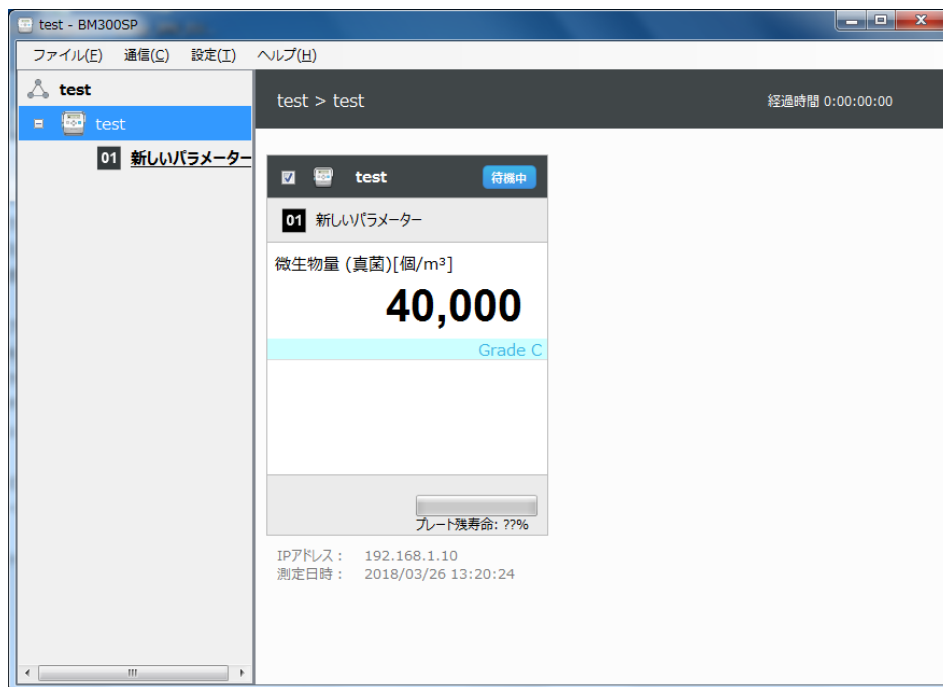 test - BM300SP
ファイル(F) 通信(C) 設定(T) ヘルプ(H)
test
test
01 新しいパラメーター
test > test
経過時間 0:00:00:00
test 待機中
01 新しいパラメーター
微生物量 (真菌)[個/m³]
40,000
Grade C
プレート残寿命: ??%
IPアドレス : 192.168.1.10
測定日時 : 2018/03/26 13:20:24